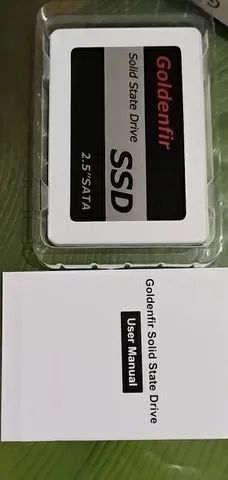 Goldenfir
Solid State Drive
SSD
2.5"SATA
Goldenfir Solid State Drive
User Manual